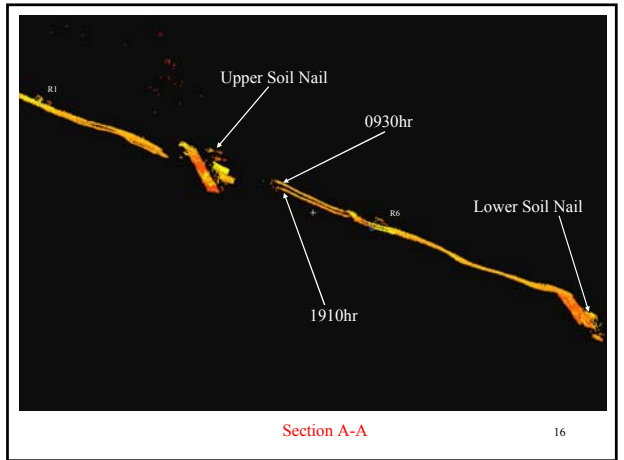 Upper Soil Nail
R1
0930hr
R6
Lower Soil Nail
1910hr
Section A-A
16